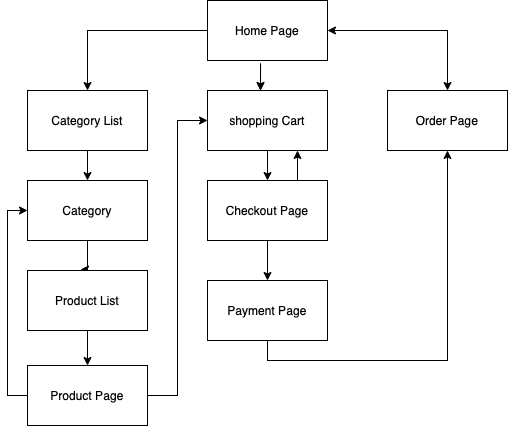 Home Page
Category List
shopping Cart
Order Page
Category
Checkout Page
Product List
Payment Page
Product Page